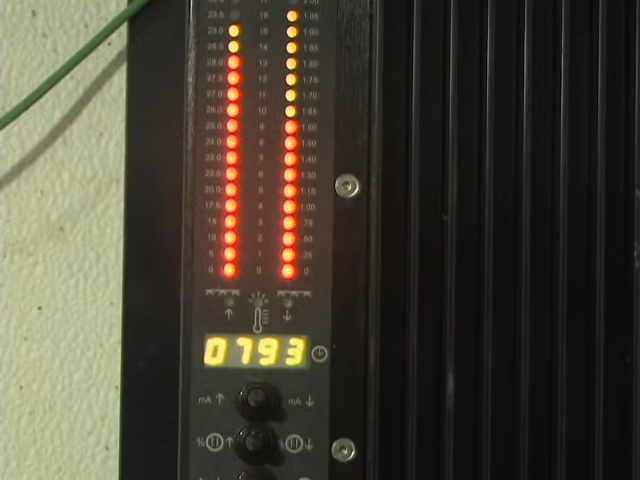 29.5 16 1.95
29.0 15 1.90
28.5 14 1.85
28.0 13 1.80
27.5 12 1.75
27.0 11 1.70
26.0 10 1.65
25.0 9 1.60
24.0 8 1.50
23.0 7 1.40
22.5 6 1.30
20.0 5 1.15
17.5 4 1.00
15 3 .75
10 2 .50
5 1 .25
0 0 0
0793
mA ↑ mA ↓
% ↑ % ↓